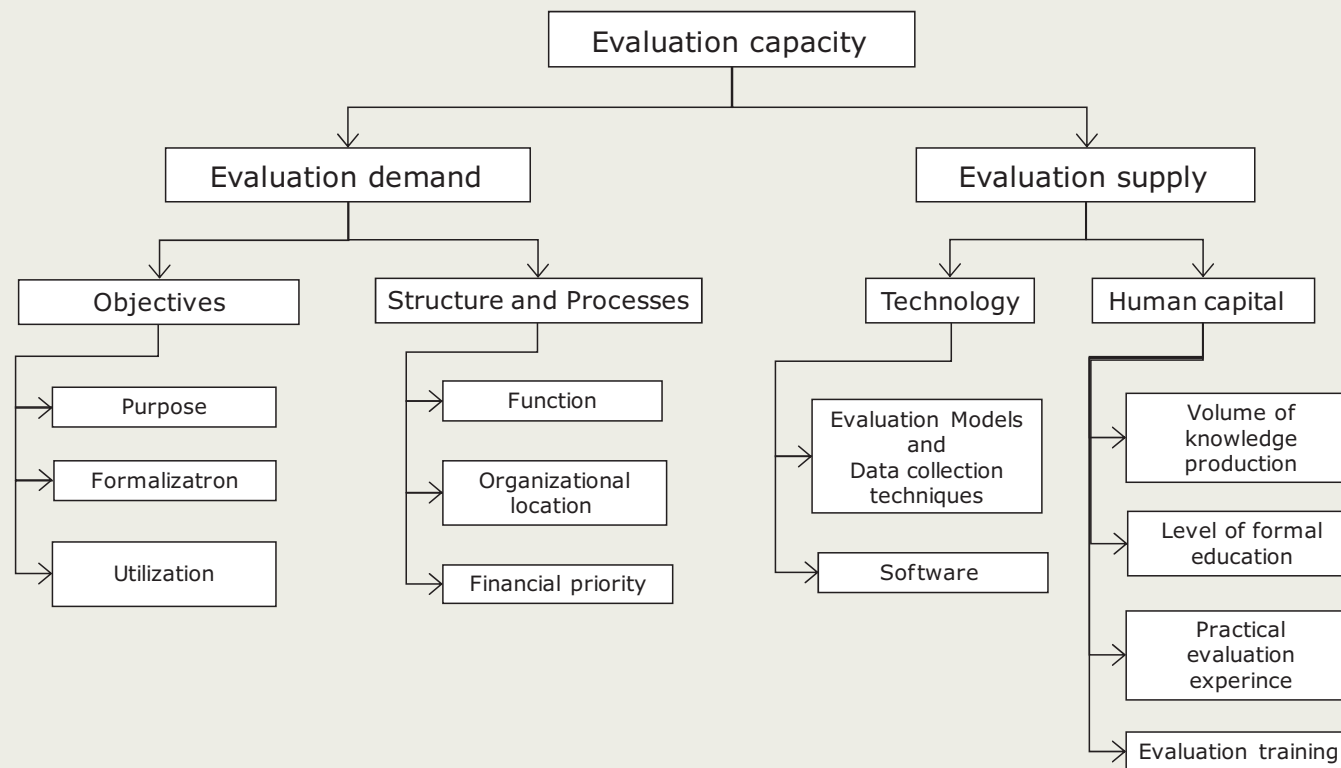 Evaluation capacity
Evaluation demand
Evaluation supply
Objectives
Structure and Processes
Technology
Human capital
Purpose
Formalizatron
Utilization
Function
Organizational
location
Financial priority
Evaluation Models
and
Data collection
techniques
Software
Volume of
knowledge
production
Level of formal
education
Practical
evaluation
experince
Evaluation training